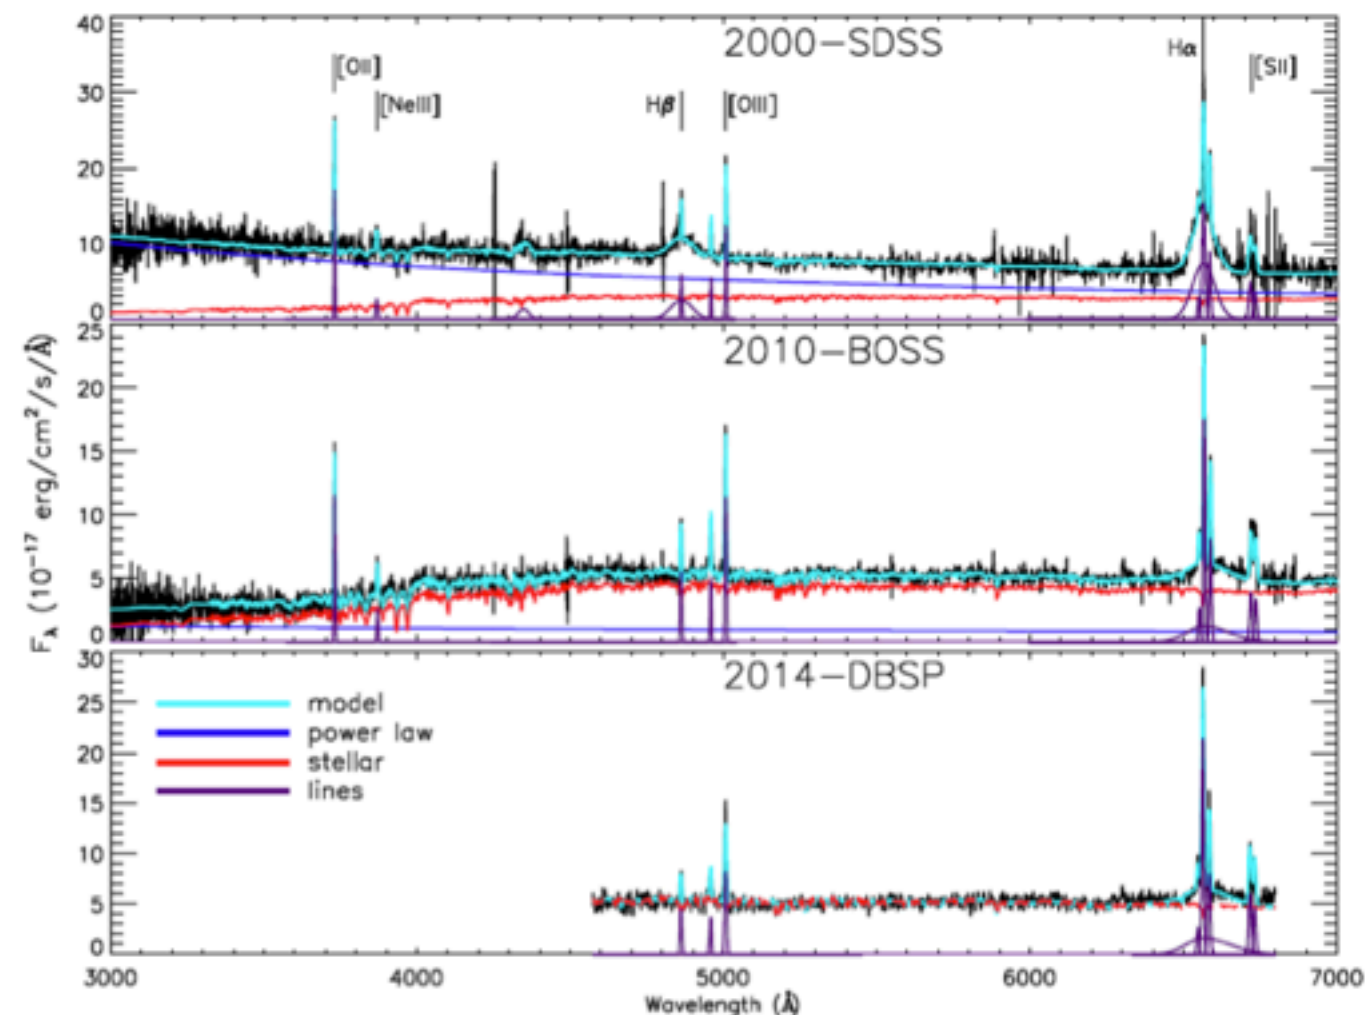 40
2000-SDSS
Hα
[OII]
[SII]
30
[NeIII]
Hβ
[OIII]
20
10
0
25
2010-BOSS
20
15
10
5
0
Fλ (10⁻¹⁷ erg/cm²/s/Å)
30
2014-DBSP
25
model
power law
20
stellar
lines
15
10
5
0
3000 4000 5000 6000 7000
Wavelength (Å)